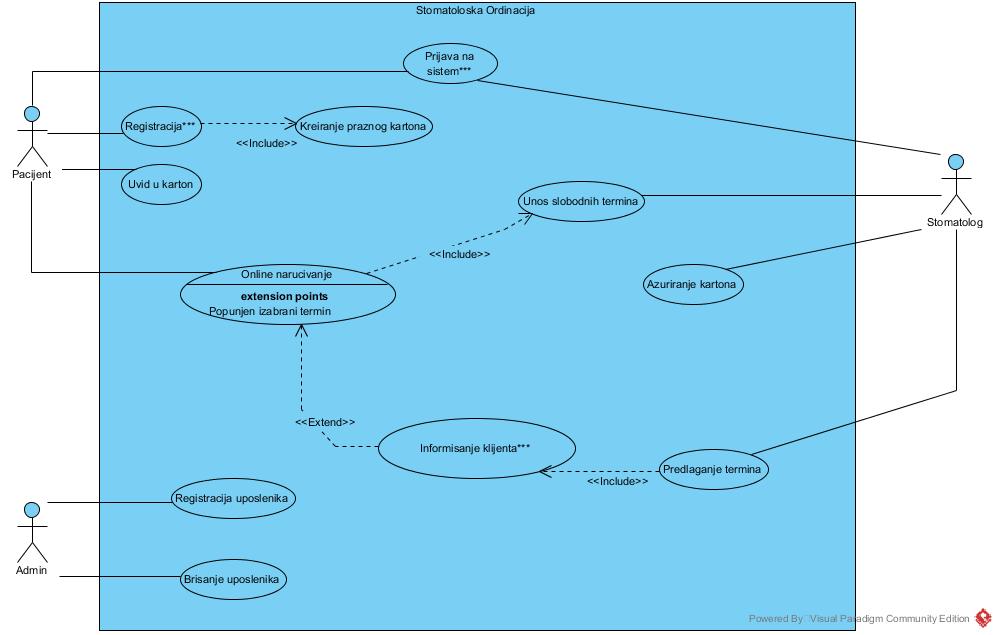 Stomatoloska Ordinacija
Prijava na
sistem***
Registracija***
<<Include>>
Kreiranje praznog kartona
Pacijent
Uvid u karton
Unos slobodnih termina
Stomatolog
<<Include>>
Online narucivanje
extension points
Popunjen izabrani termin
Azuriranje kartona
<<Extend>>
Informisanje klijenta***
<<Include>>
Predlaganje termina
Registracija uposlenika
Admin
Brisanje uposlenika
Powered By Visual Paradigm Community Edition